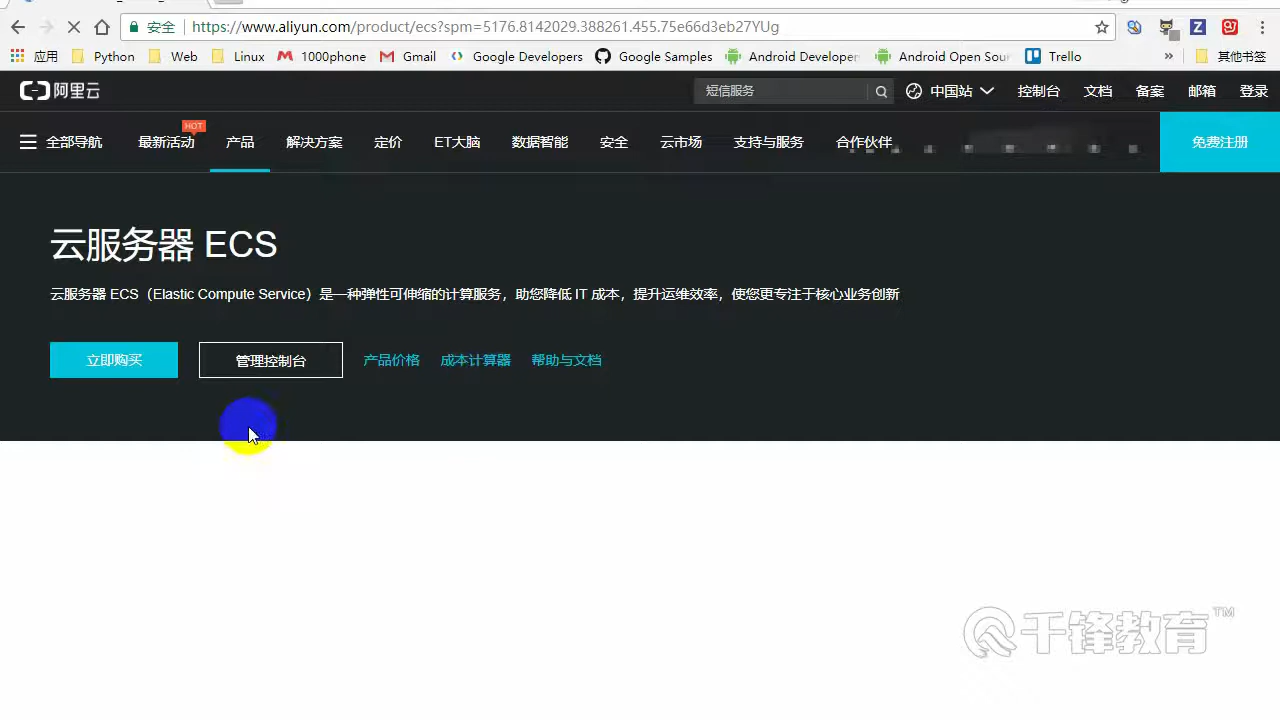 安全 https://www.aliyun.com/product/ecs?spm=5176.8142029.388261.455.75e66d3eb27YUg
应用 Python Web Linux 1000phone Gmail Google Developers Google Samples Android Developer Android Open Sou Trello » 其他书签
阿里云 短信服务 中国站 控制台 文档 备案 邮箱 登录
HOT
全部导航 最新活动 产品 解决方案 定价 ET大脑 数据智能 安全 云市场 支持与服务 合作伙伴 免费注册
云服务器 ECS
云服务器 ECS（Elastic Compute Service）是一种弹性可伸缩的计算服务，助您降低 IT 成本，提升运维效率，使您更专注于核心业务创新
立即购买 管理控制台 产品价格 成本计算器 帮助与文档
千锋教育™